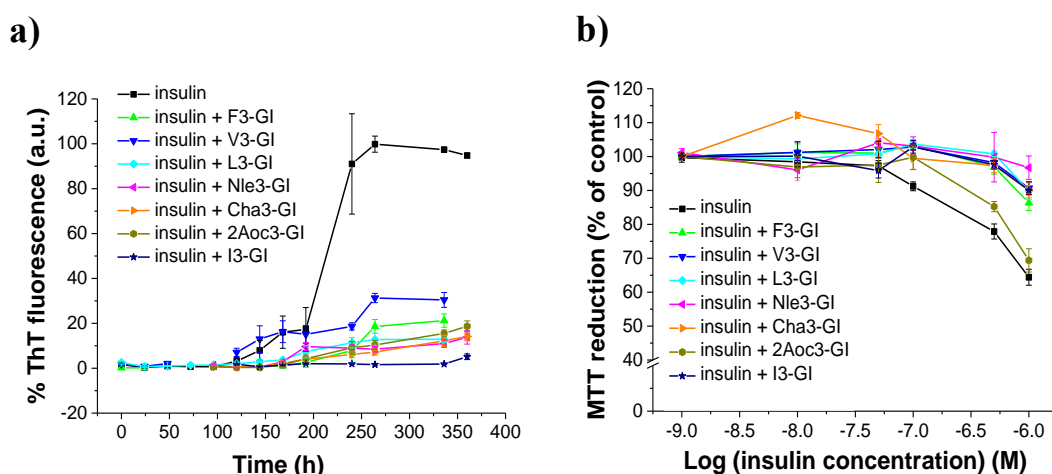 a)
% ThT fluorescence (a.u.)
120
100
80
60
40
20
0
-20
insulin
insulin + F3-GI
insulin + V3-GI
insulin + L3-GI
insulin + Nle3-GI
insulin + Cha3-GI
insulin + 2Aoc3-GI
insulin + I3-GI
0 50 100 150 200 250 300 350 400
Time (h)
b)
MTT reduction (% of control)
120
110
100
90
80
70
60
50
40
0
insulin
insulin + F3-GI
insulin + V3-GI
insulin + L3-GI
insulin + Nle3-GI
insulin + Cha3-GI
insulin + 2Aoc3-GI
insulin + I3-GI
-9.0 -8.5 -8.0 -7.5 -7.0 -6.5 -6.0
Log (insulin concentration) (M)